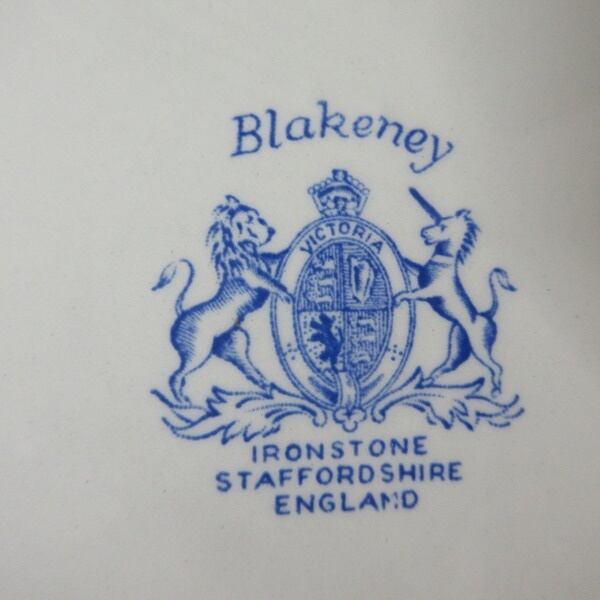 Blakeney
VICTORIA
IRONSTONE
STAFFORDSHIRE
ENGLAND